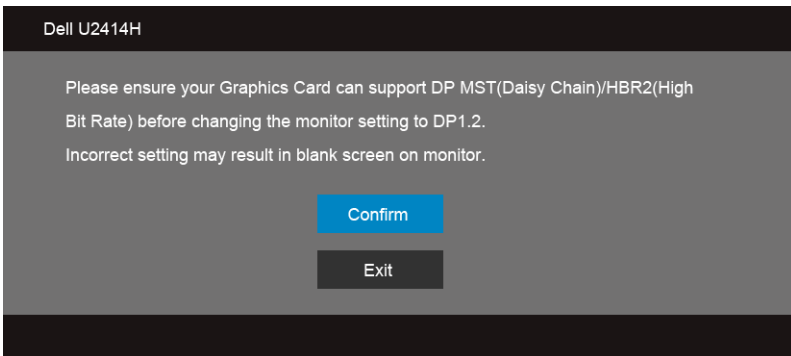 Dell U2414H
Please ensure your Graphics Card can support DP MST(Daisy Chain)/HBR2(High
Bit Rate) before changing the monitor setting to DP1.2.
Incorrect setting may result in blank screen on monitor.
Confirm
Exit